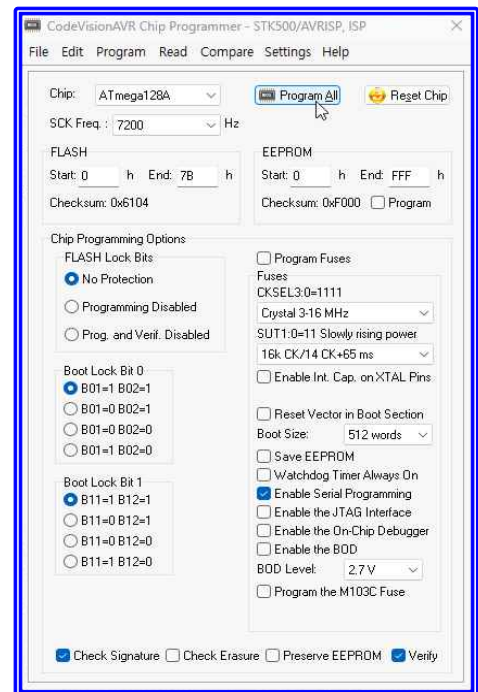 CodeVisionAVR Chip Programmer - STK500/AVRISP, ISP
File Edit Program Read Compare Settings Help
Chip: ATmega128A Program All Reset Chip
SCK Freq. : 7200 Hz
FLASH
Start: 0 h End: 7B h
Checksum: 0x6104
EEPROM
Start: 0 h End: FFF h
Checksum: 0xF000 Program
Chip Programming Options
FLASH Lock Bits
No Protection
Programming Disabled
Prog. and Verif. Disabled
Boot Lock Bit 0
B01=1 B02=1
B01=0 B02=1
B01=0 B02=0
B01=1 B02=0
Boot Lock Bit 1
B11=1 B12=1
B11=0 B12=1
B11=0 B12=0
B11=1 B12=0
Program Fuses
Fuses
CKSEL3:0=1111
Crystal 3-16 MHz
SUT1:0=11 Slowly rising power
16k CK/14 CK+65 ms
Enable Int. Cap. on XTAL Pins
Reset Vector in Boot Section
Boot Size: 512 words
Save EEPROM
Watchdog Timer Always On
Enable Serial Programming
Enable the JTAG Interface
Enable the On-Chip Debugger
Enable the BOD
BOD Level: 2.7 V
Program the M103C Fuse
Check Signature Check Erasure Preserve EEPROM Verify